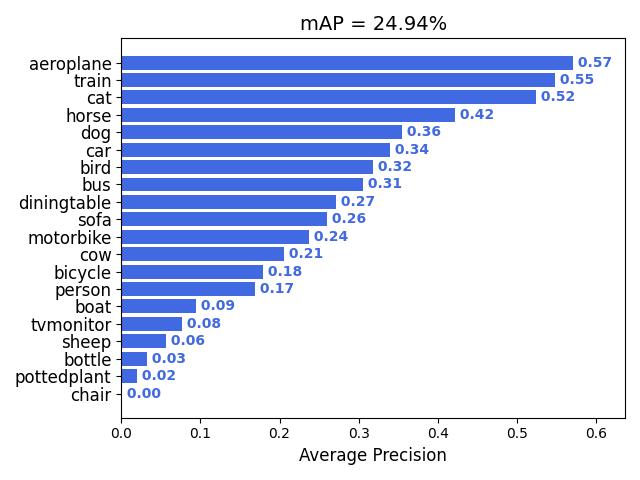 mAP = 24.94%
aeroplane 0.57
train 0.55
cat 0.52
horse 0.42
dog 0.36
car 0.34
bird 0.32
bus 0.31
diningtable 0.27
sofa 0.26
motorbike 0.24
cow 0.21
bicycle 0.18
person 0.17
boat 0.09
tvmonitor 0.08
sheep 0.06
bottle 0.03
pottedplant 0.02
chair 0.00
0.0 0.1 0.2 0.3 0.4 0.5 0.6
Average Precision